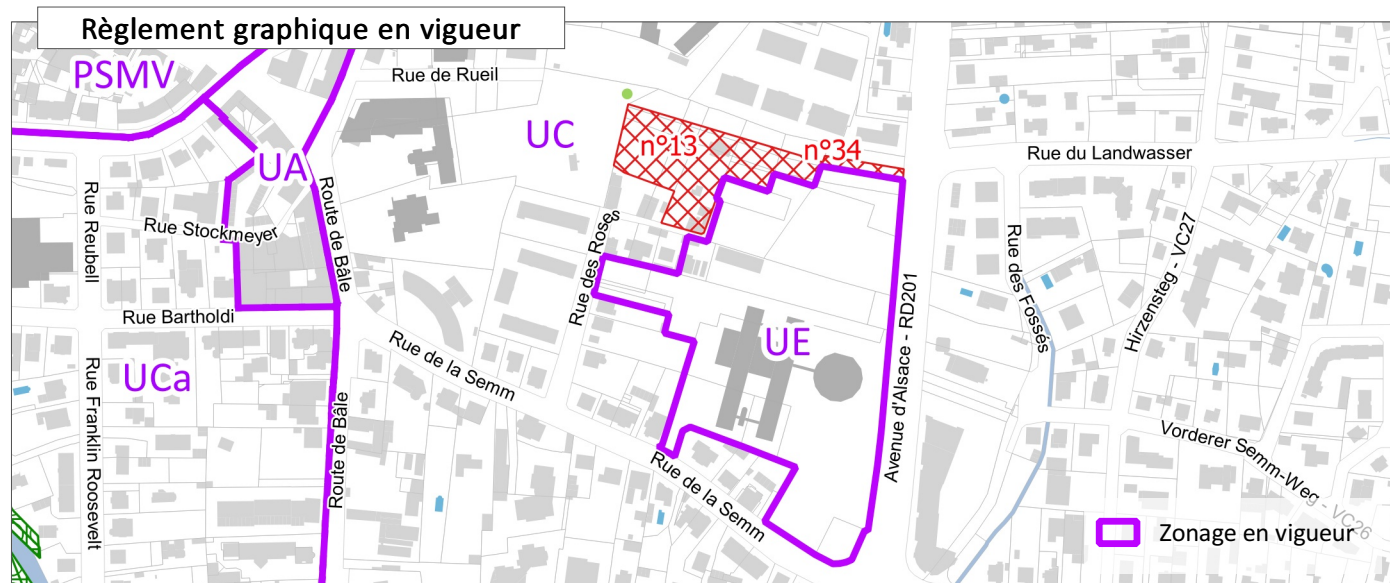 Règlement graphique en vigueur
PSMV
Rue de Rueil
UC
n°13
n°34
Rue du Landwasser
UA
Rue Reubell
Rue Stockmeyer
Route de Bâle
Rue des Roses
Rue des Fossés
Hirzensteg - VC27
Avenue d'Alsace - RD201
Rue Bartholdi
UE
Rue de la Semm
UCa
Rue Franklin Roosevelt
Route de Bâle
Rue de la Semm
Vorderer Semm-Weg - VC26
Zonage en vigueur